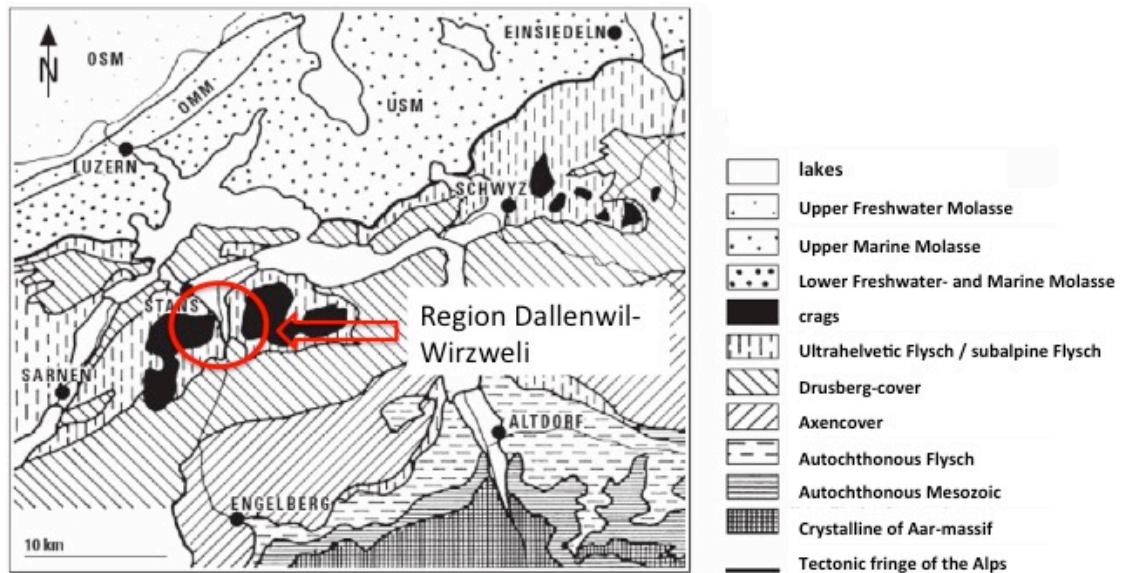 N
OSM
OMM
USM
EINSIEDELN
LUZERN
SCHWYZ
STANS
SARNEN
Region Dallenwil-
Wirzweli
ALTDORF
ENGELBERG
10 km
lakes
Upper Freshwater Molasse
Upper Marine Molasse
Lower Freshwater- and Marine Molasse
crags
Ultrahelvetic Flysch / subalpine Flysch
Drusberg-cover
Axencover
Autochthonous Flysch
Autochthonous Mesozoic
Crystalline of Aar-massif
Tectonic fringe of the Alps